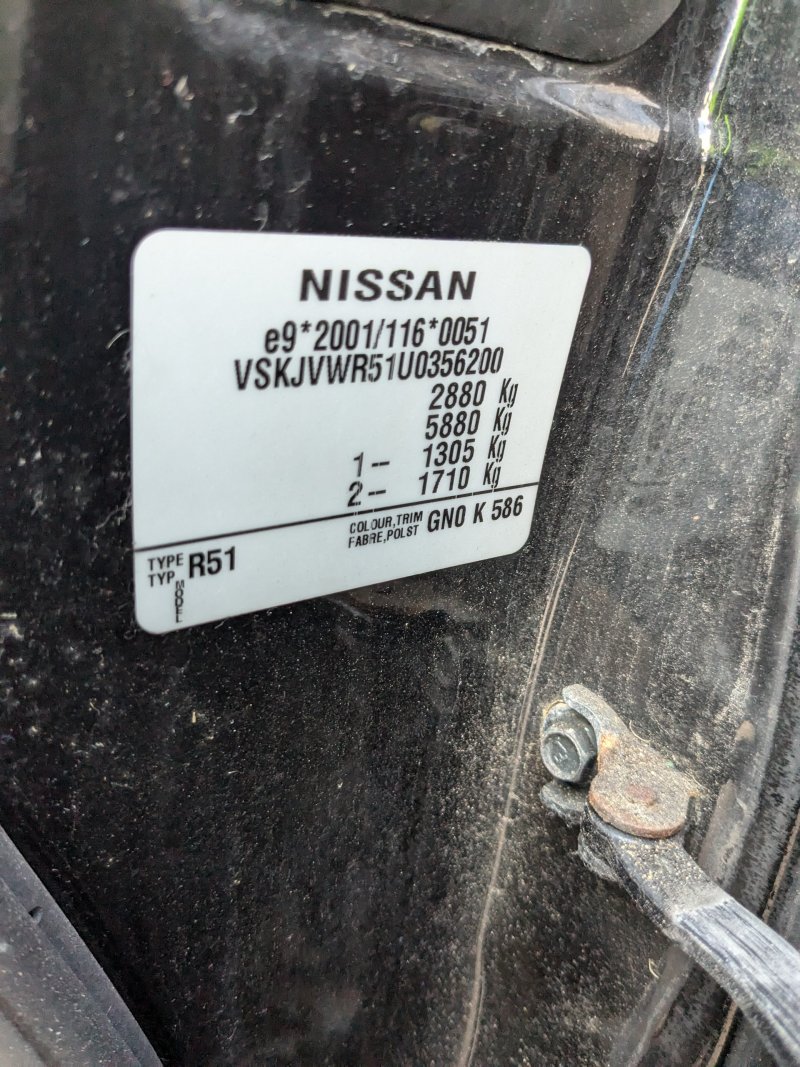 NISSAN
e9*2001/116*0051
VSKJVWR51U0356200
2880 Kg
5880 Kg
1-- 1305 Kg
2-- 1710 Kg
TYPE R51 COLOUR,TRIM GN0 K 586
TYP FABRE,POLST
MODEL